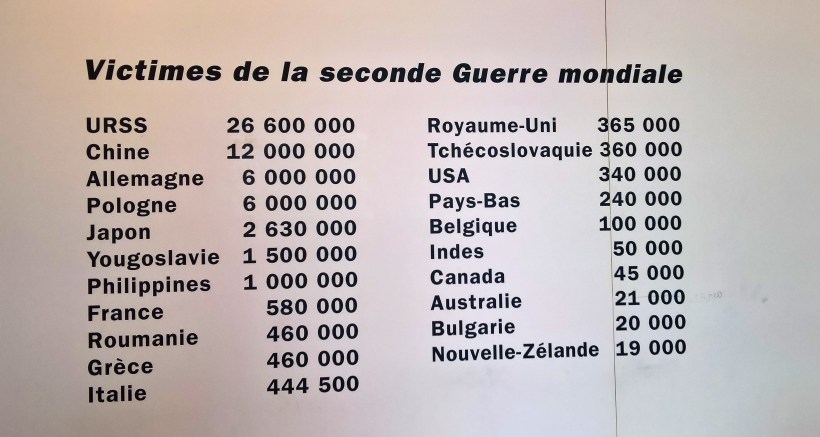 Victimes de la seconde Guerre mondiale
URSS 26 600 000
Chine 12 000 000
Allemagne 6 000 000
Pologne 6 000 000
Japon 2 630 000
Yougoslavie 1 500 000
Philippines 1 000 000
France 580 000
Roumanie 460 000
Grèce 460 000
Italie 444 500
Royaume-Uni 365 000
Tchécoslovaquie 360 000
USA 340 000
Pays-Bas 240 000
Belgique 100 000
Indes 50 000
Canada 45 000
Australie 21 000
Bulgarie 20 000
Nouvelle-Zélande 19 000